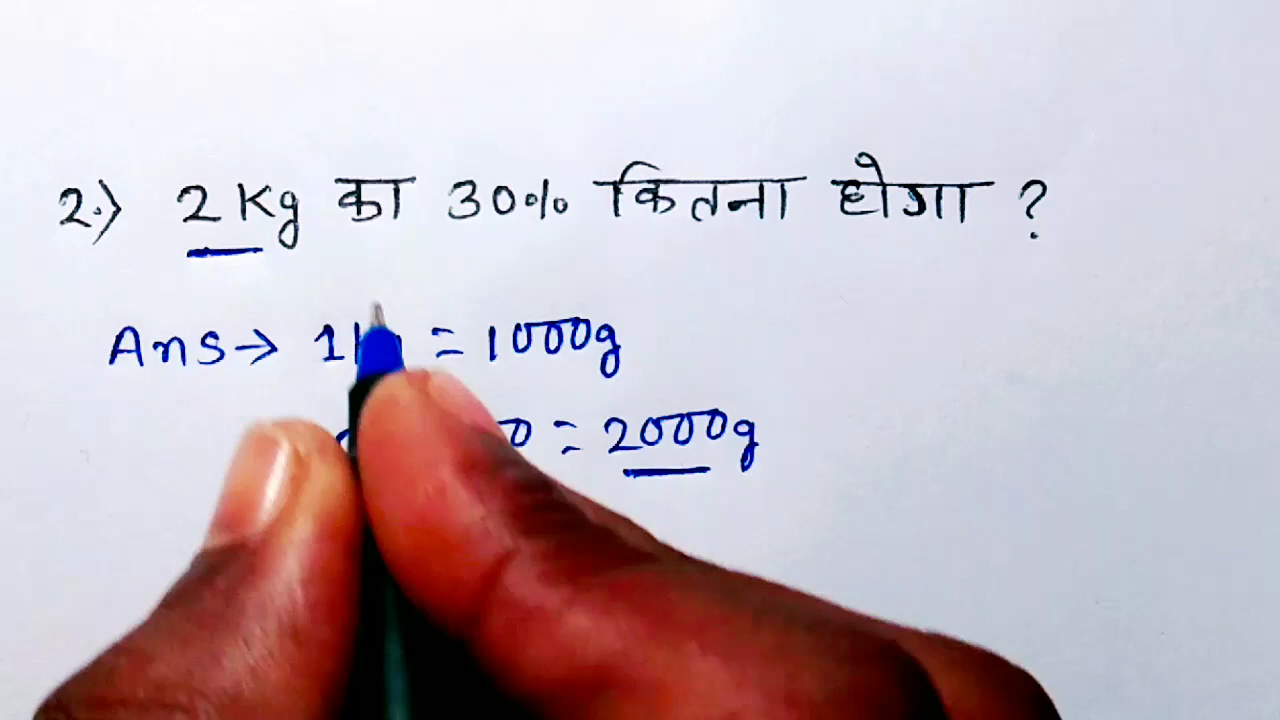 2.) 2 Kg का 30% कितना होगा ?
Ans → 1 = 1000g
= 2000g